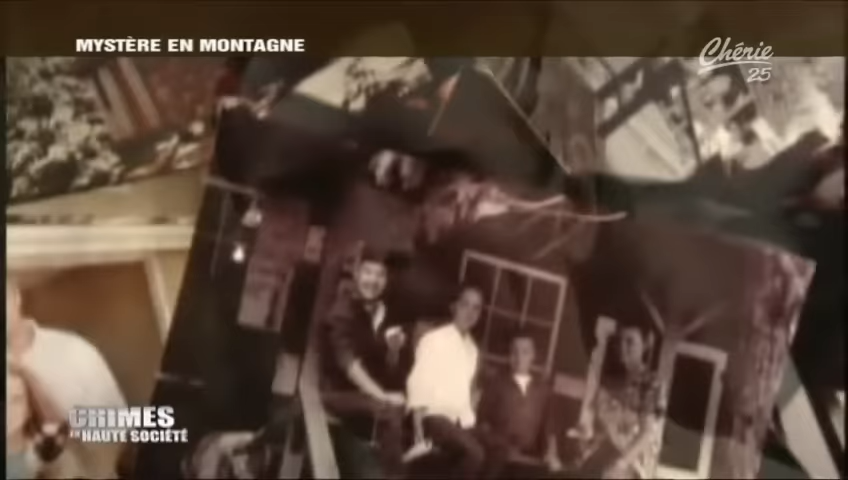 MYSTÈRE EN MONTAGNE
Chérie
25
CRIMES
EN HAUTE SOCIÉTÉ